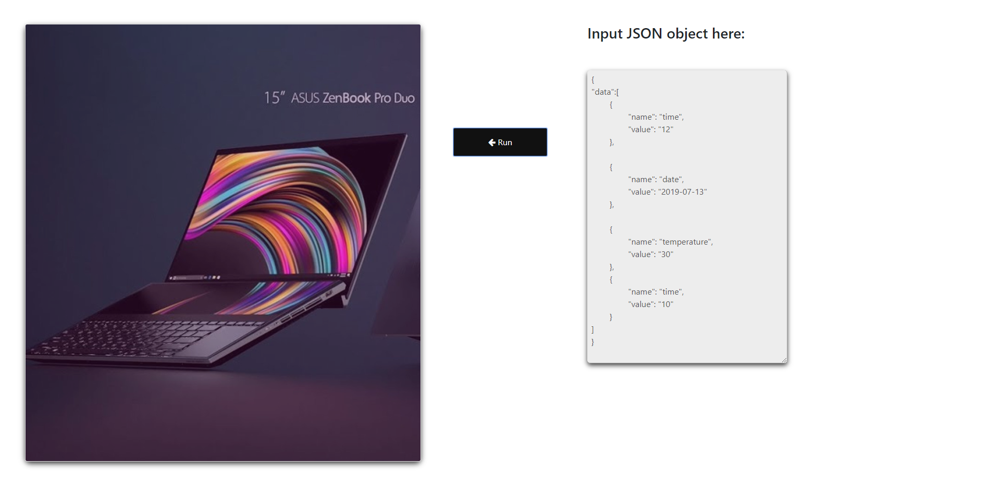 15” ASUS ZenBook Pro Duo
Run
Input JSON object here:
{
"data":[
{
"name": "time",
"value": "12"
},
{
"name": "date",
"value": "2019-07-13"
},
{
"name": "temperature",
"value": "30"
},
{
"name": "time",
"value": "10"
}
]
}